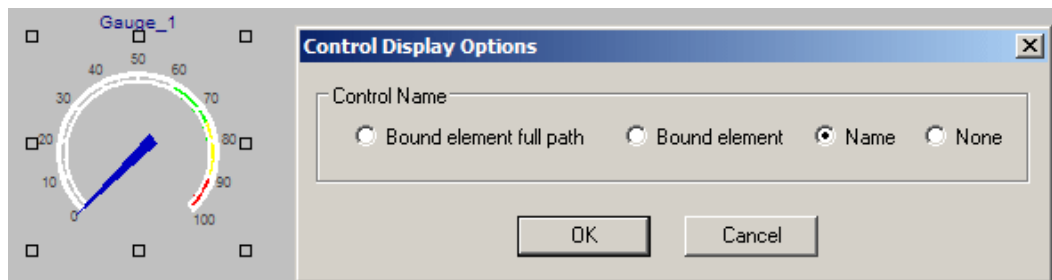 Gauge_1
50
40
60
30
70
20
80
10
90
0
100
Control Display Options
Control Name
Bound element full path
Bound element
Name
None
OK
Cancel